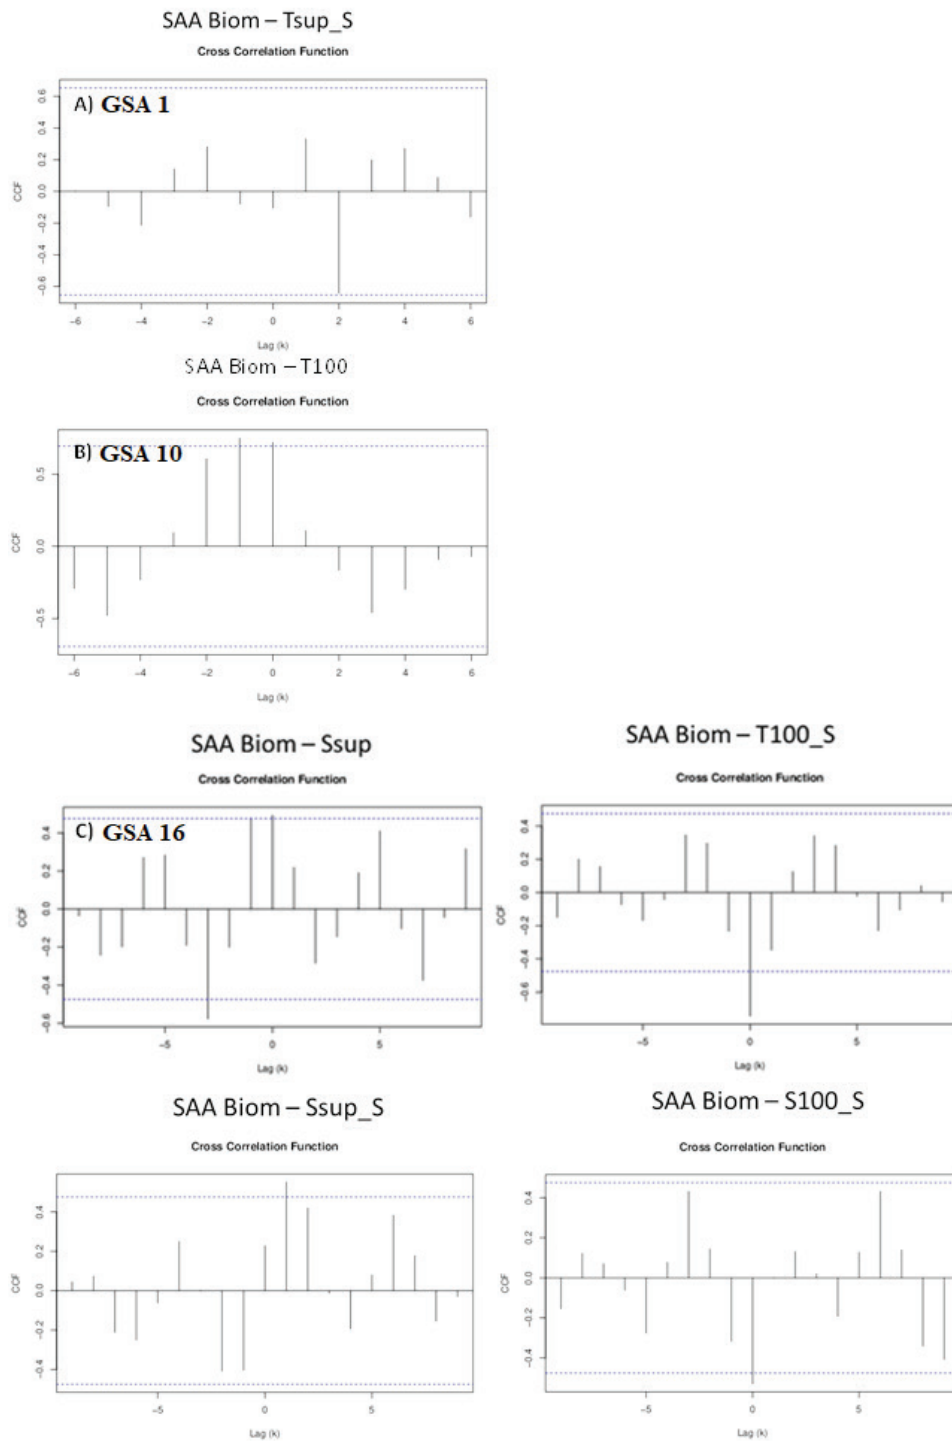 SAA Biom – Tsup_S
Cross Correlation Function
A) GSA 1
CCF
0.6
0.4
0.2
0.0
−0.2
−0.4
−0.6
−6 −4 −2 0 2 4 6
Lag (k)
SAA Biom – T100
Cross Correlation Function
B) GSA 10
CCF
0.5
0.0
−0.5
−6 −4 −2 0 2 4 6
Lag (k)
SAA Biom – Ssup
Cross Correlation Function
C) GSA 16
CCF
0.4
0.2
0.0
−0.2
−0.4
−0.6
−5 0 5
Lag (k)
SAA Biom – T100_S
Cross Correlation Function
CCF
0.4
0.2
0.0
−0.2
−0.4
−0.6
−5 0 5
Lag (k)
SAA Biom – Ssup_S
Cross Correlation Function
CCF
0.4
0.2
0.0
−0.2
−0.4
−5 0 5
Lag (k)
SAA Biom – S100_S
Cross Correlation Function
CCF
0.4
0.2
0.0
−0.2
−0.4
−5 0 5
Lag (k)